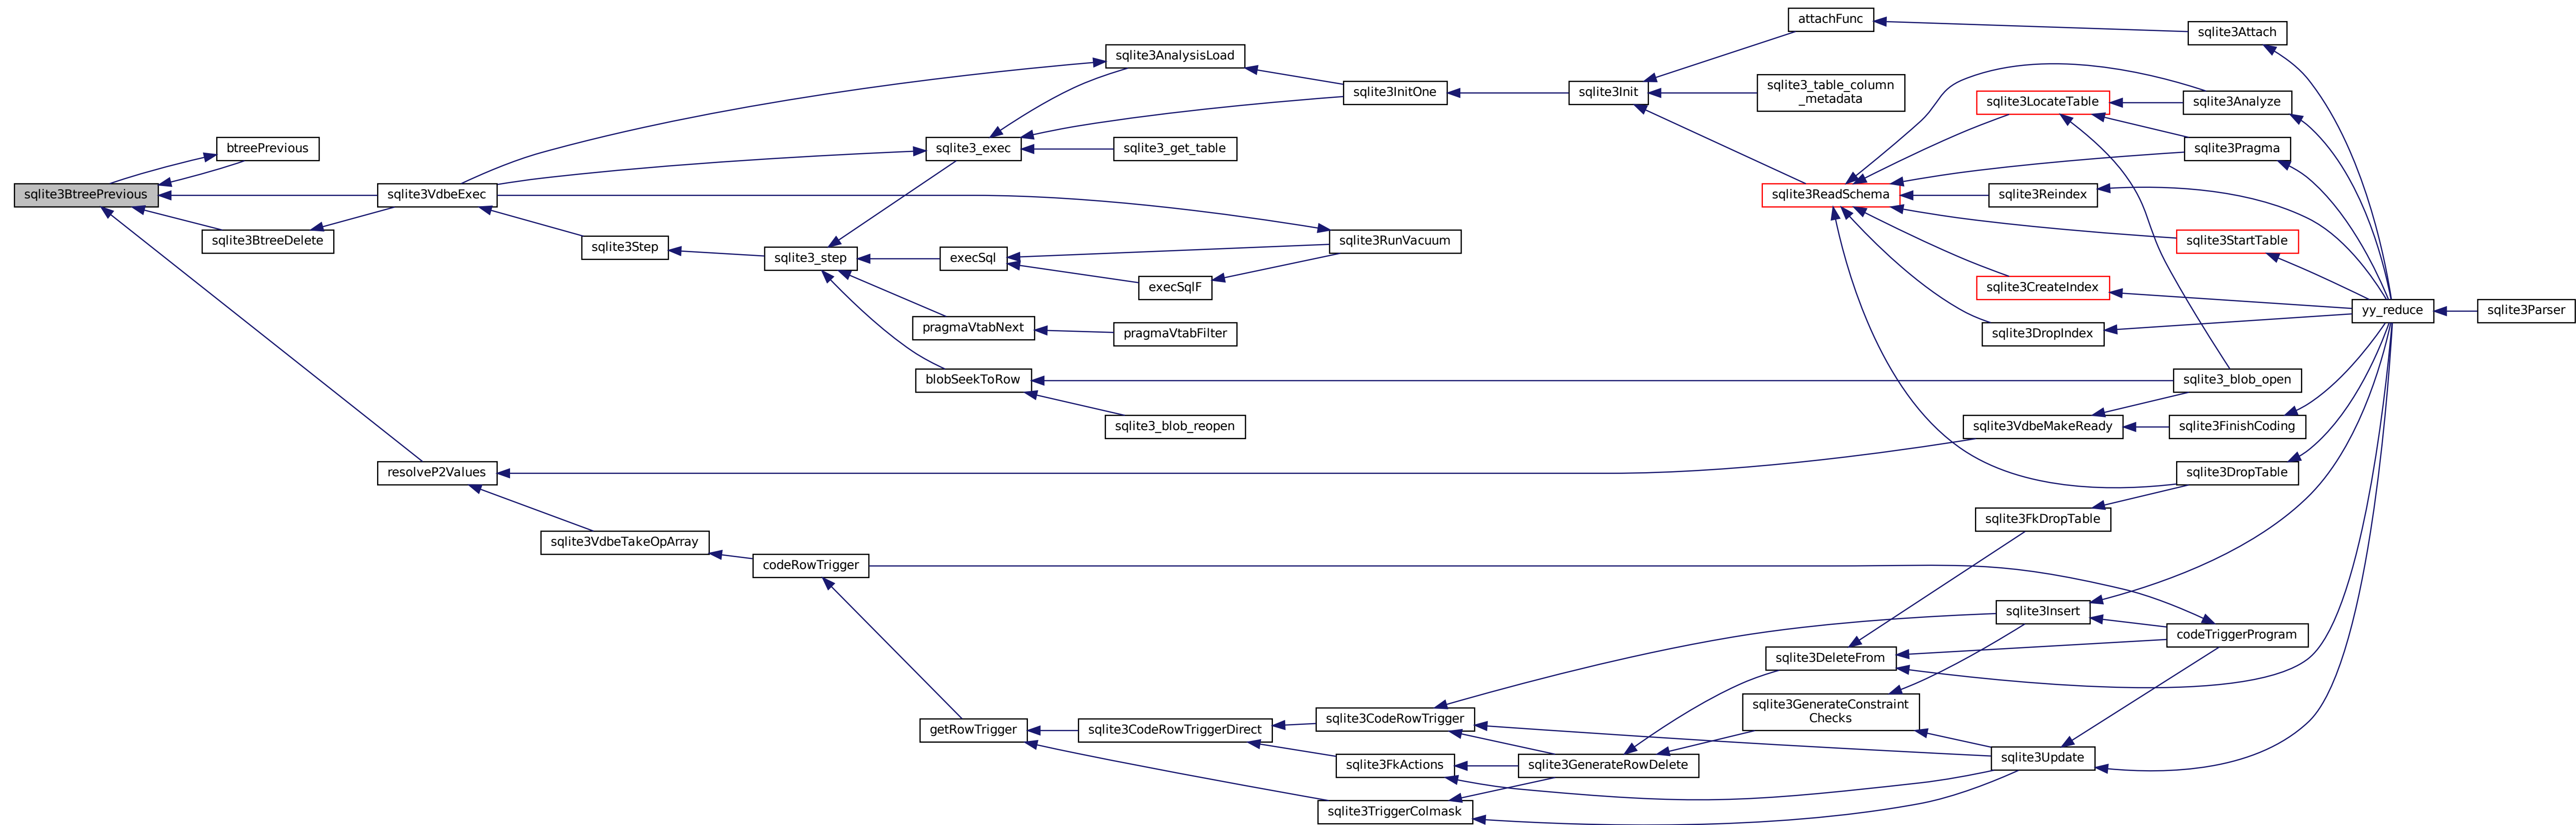 sqlite3BtreePrevious
btreePrevious
sqlite3BtreeDelete
sqlite3VdbeExec
resolveP2Values
sqlite3Step
sqlite3VdbeTakeOpArray
sqlite3_step
codeRowTrigger
sqlite3_exec
execSql
pragmaVtabNext
blobSeekToRow
getRowTrigger
sqlite3AnalysisLoad
sqlite3_get_table
execSqlF
pragmaVtabFilter
sqlite3_blob_reopen
sqlite3CodeRowTriggerDirect
sqlite3InitOne
sqlite3RunVacuum
sqlite3CodeRowTrigger
sqlite3FkActions
sqlite3TriggerColmask
sqlite3Init
sqlite3GenerateRowDelete
attachFunc
sqlite3_table_column
_metadata
sqlite3ReadSchema
sqlite3DeleteFrom
sqlite3GenerateConstraint
Checks
sqlite3LocateTable
sqlite3Reindex
sqlite3CreateIndex
sqlite3DropIndex
sqlite3VdbeMakeReady
sqlite3FkDropTable
sqlite3Insert
sqlite3Update
sqlite3Attach
sqlite3Analyze
sqlite3Pragma
sqlite3StartTable
sqlite3_blob_open
sqlite3FinishCoding
sqlite3DropTable
codeTriggerProgram
yy_reduce
sqlite3Parser